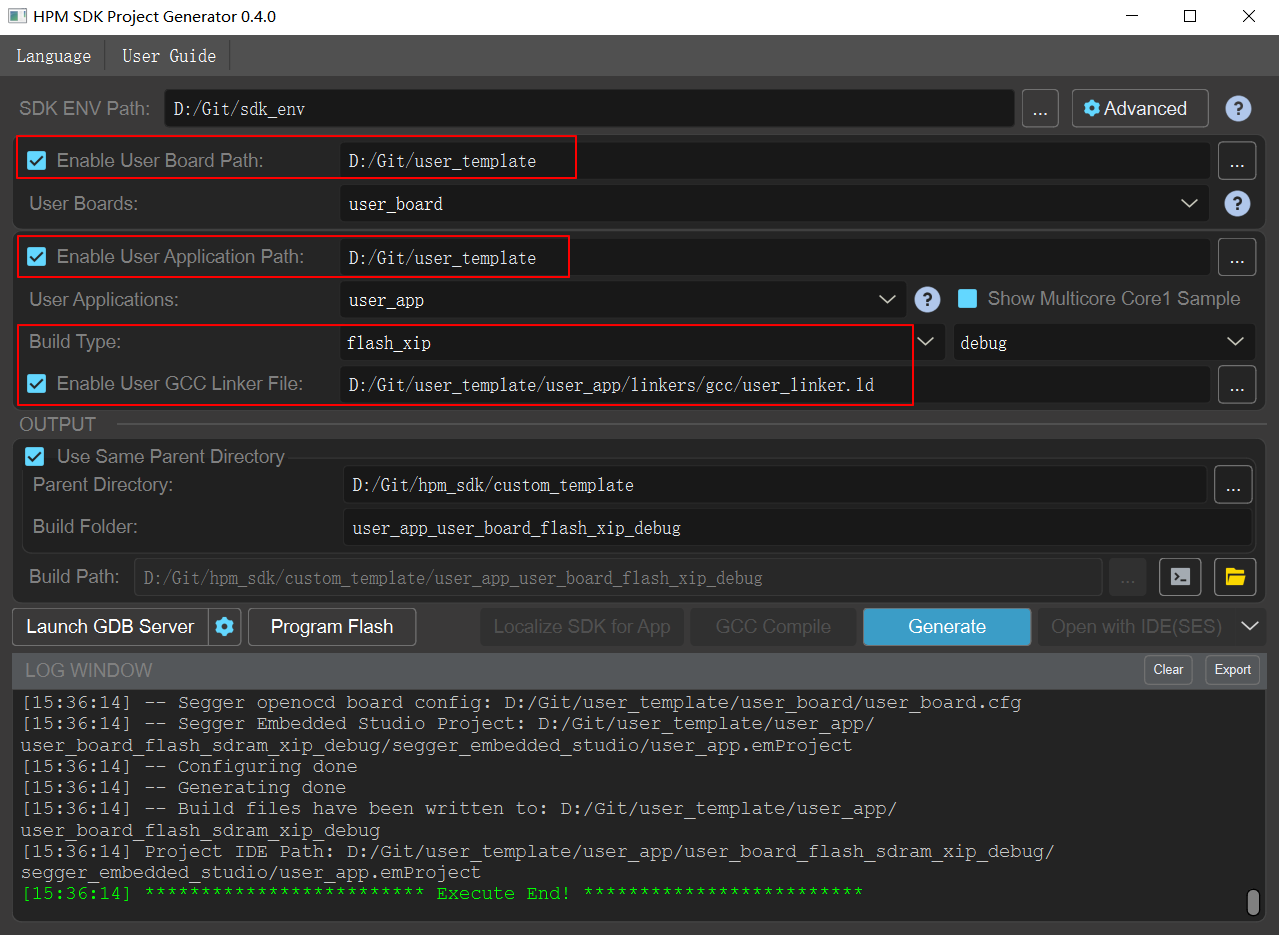 HPM SDK Project Generator 0.4.0
Language User Guide
SDK ENV Path: D:/Git/sdk_env ... Advanced ?
Enable User Board Path: D:/Git/user_template ...
User Boards: user_board ?
Enable User Application Path: D:/Git/user_template ...
User Applications: user_app ? Show Multicore Core1 Sample
Build Type: flash_xip debug
Enable User GCC Linker File: D:/Git/user_template/user_app/linkers/gcc/user_linker.ld ...
OUTPUT
Use Same Parent Directory
Parent Directory: D:/Git/hpm_sdk/custom_template ...
Build Folder: user_app_user_board_flash_xip_debug
Build Path: D:/Git/hpm_sdk/custom_template/user_app_user_board_flash_xip_debug ...
Launch GDB Server Program Flash Localize SDK for App GCC Compile Generate Open with IDE(SES)
LOG WINDOW Clear Export
[15:36:14] -- Segger openocd board config: D:/Git/user_template/user_board/user_board.cfg
[15:36:14] -- Segger Embedded Studio Project: D:/Git/user_template/user_app/
user_board_flash_sdram_xip_debug/segger_embedded_studio/user_app.emProject
[15:36:14] -- Configuring done
[15:36:14] -- Generating done
[15:36:14] -- Build files have been written to: D:/Git/user_template/user_app/
user_board_flash_sdram_xip_debug
[15:36:14] Project IDE Path: D:/Git/user_template/user_app/user_board_flash_sdram_xip_debug/
segger_embedded_studio/user_app.emProject
[15:36:14] ************************* Execute End! *************************